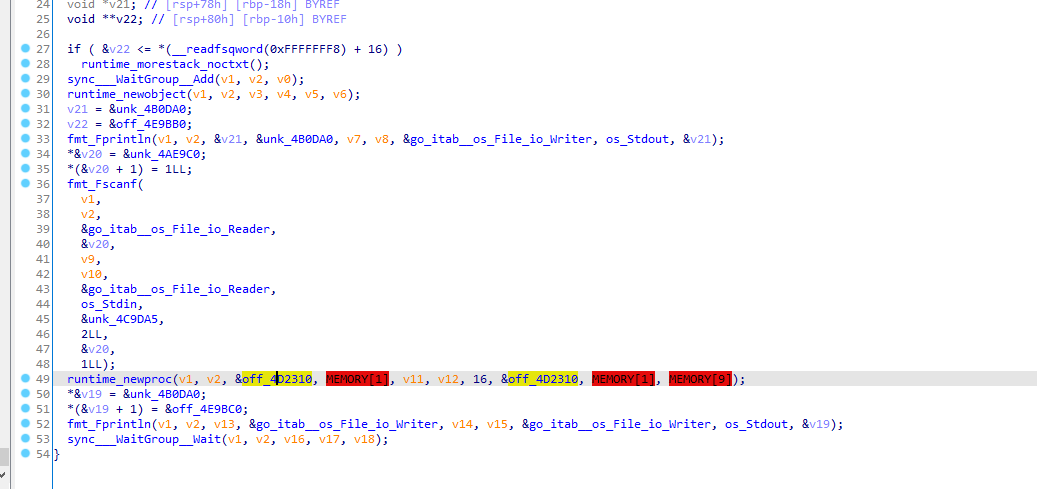 24 void *v21; // [rsp+78h] [rbp-18h] BYREF
25 void **v22; // [rsp+80h] [rbp-10h] BYREF
26
27 if ( &v22 <= *(__readfsqword(0xFFFFFFF8) + 16) )
28 runtime_morestack_noctxt();
29 sync___WaitGroup__Add(v1, v2, v0);
30 runtime_newobject(v1, v2, v3, v4, v5, v6);
31 v21 = &unk_4B0DA0;
32 v22 = &off_4E9BB0;
33 fmt_Fprintln(v1, v2, &v21, &unk_4B0DA0, v7, v8, &go_itab__os_File_io_Writer, os_Stdout, &v21);
34 *&v20 = &unk_4AE9C0;
35 *(&v20 + 1) = 1LL;
36 fmt_Fscanf(
37 v1,
38 v2,
39 &go_itab__os_File_io_Reader,
40 &v20,
41 v9,
42 v10,
43 &go_itab__os_File_io_Reader,
44 os_Stdin,
45 &unk_4C9DA5,
46 2LL,
47 &v20,
48 1LL);
49 runtime_newproc(v1, v2, &off_4D2310, MEMORY[1], v11, v12, 16, &off_4D2310, MEMORY[1], MEMORY[9]);
50 *&v19 = &unk_4B0DA0;
51 *(&v19 + 1) = &off_4E9BC0;
52 fmt_Fprintln(v1, v2, v13, &go_itab__os_File_io_Writer, v14, v15, &go_itab__os_File_io_Writer, os_Stdout, &v19);
53 sync___WaitGroup__Wait(v1, v2, v16, v17, v18);
54 }